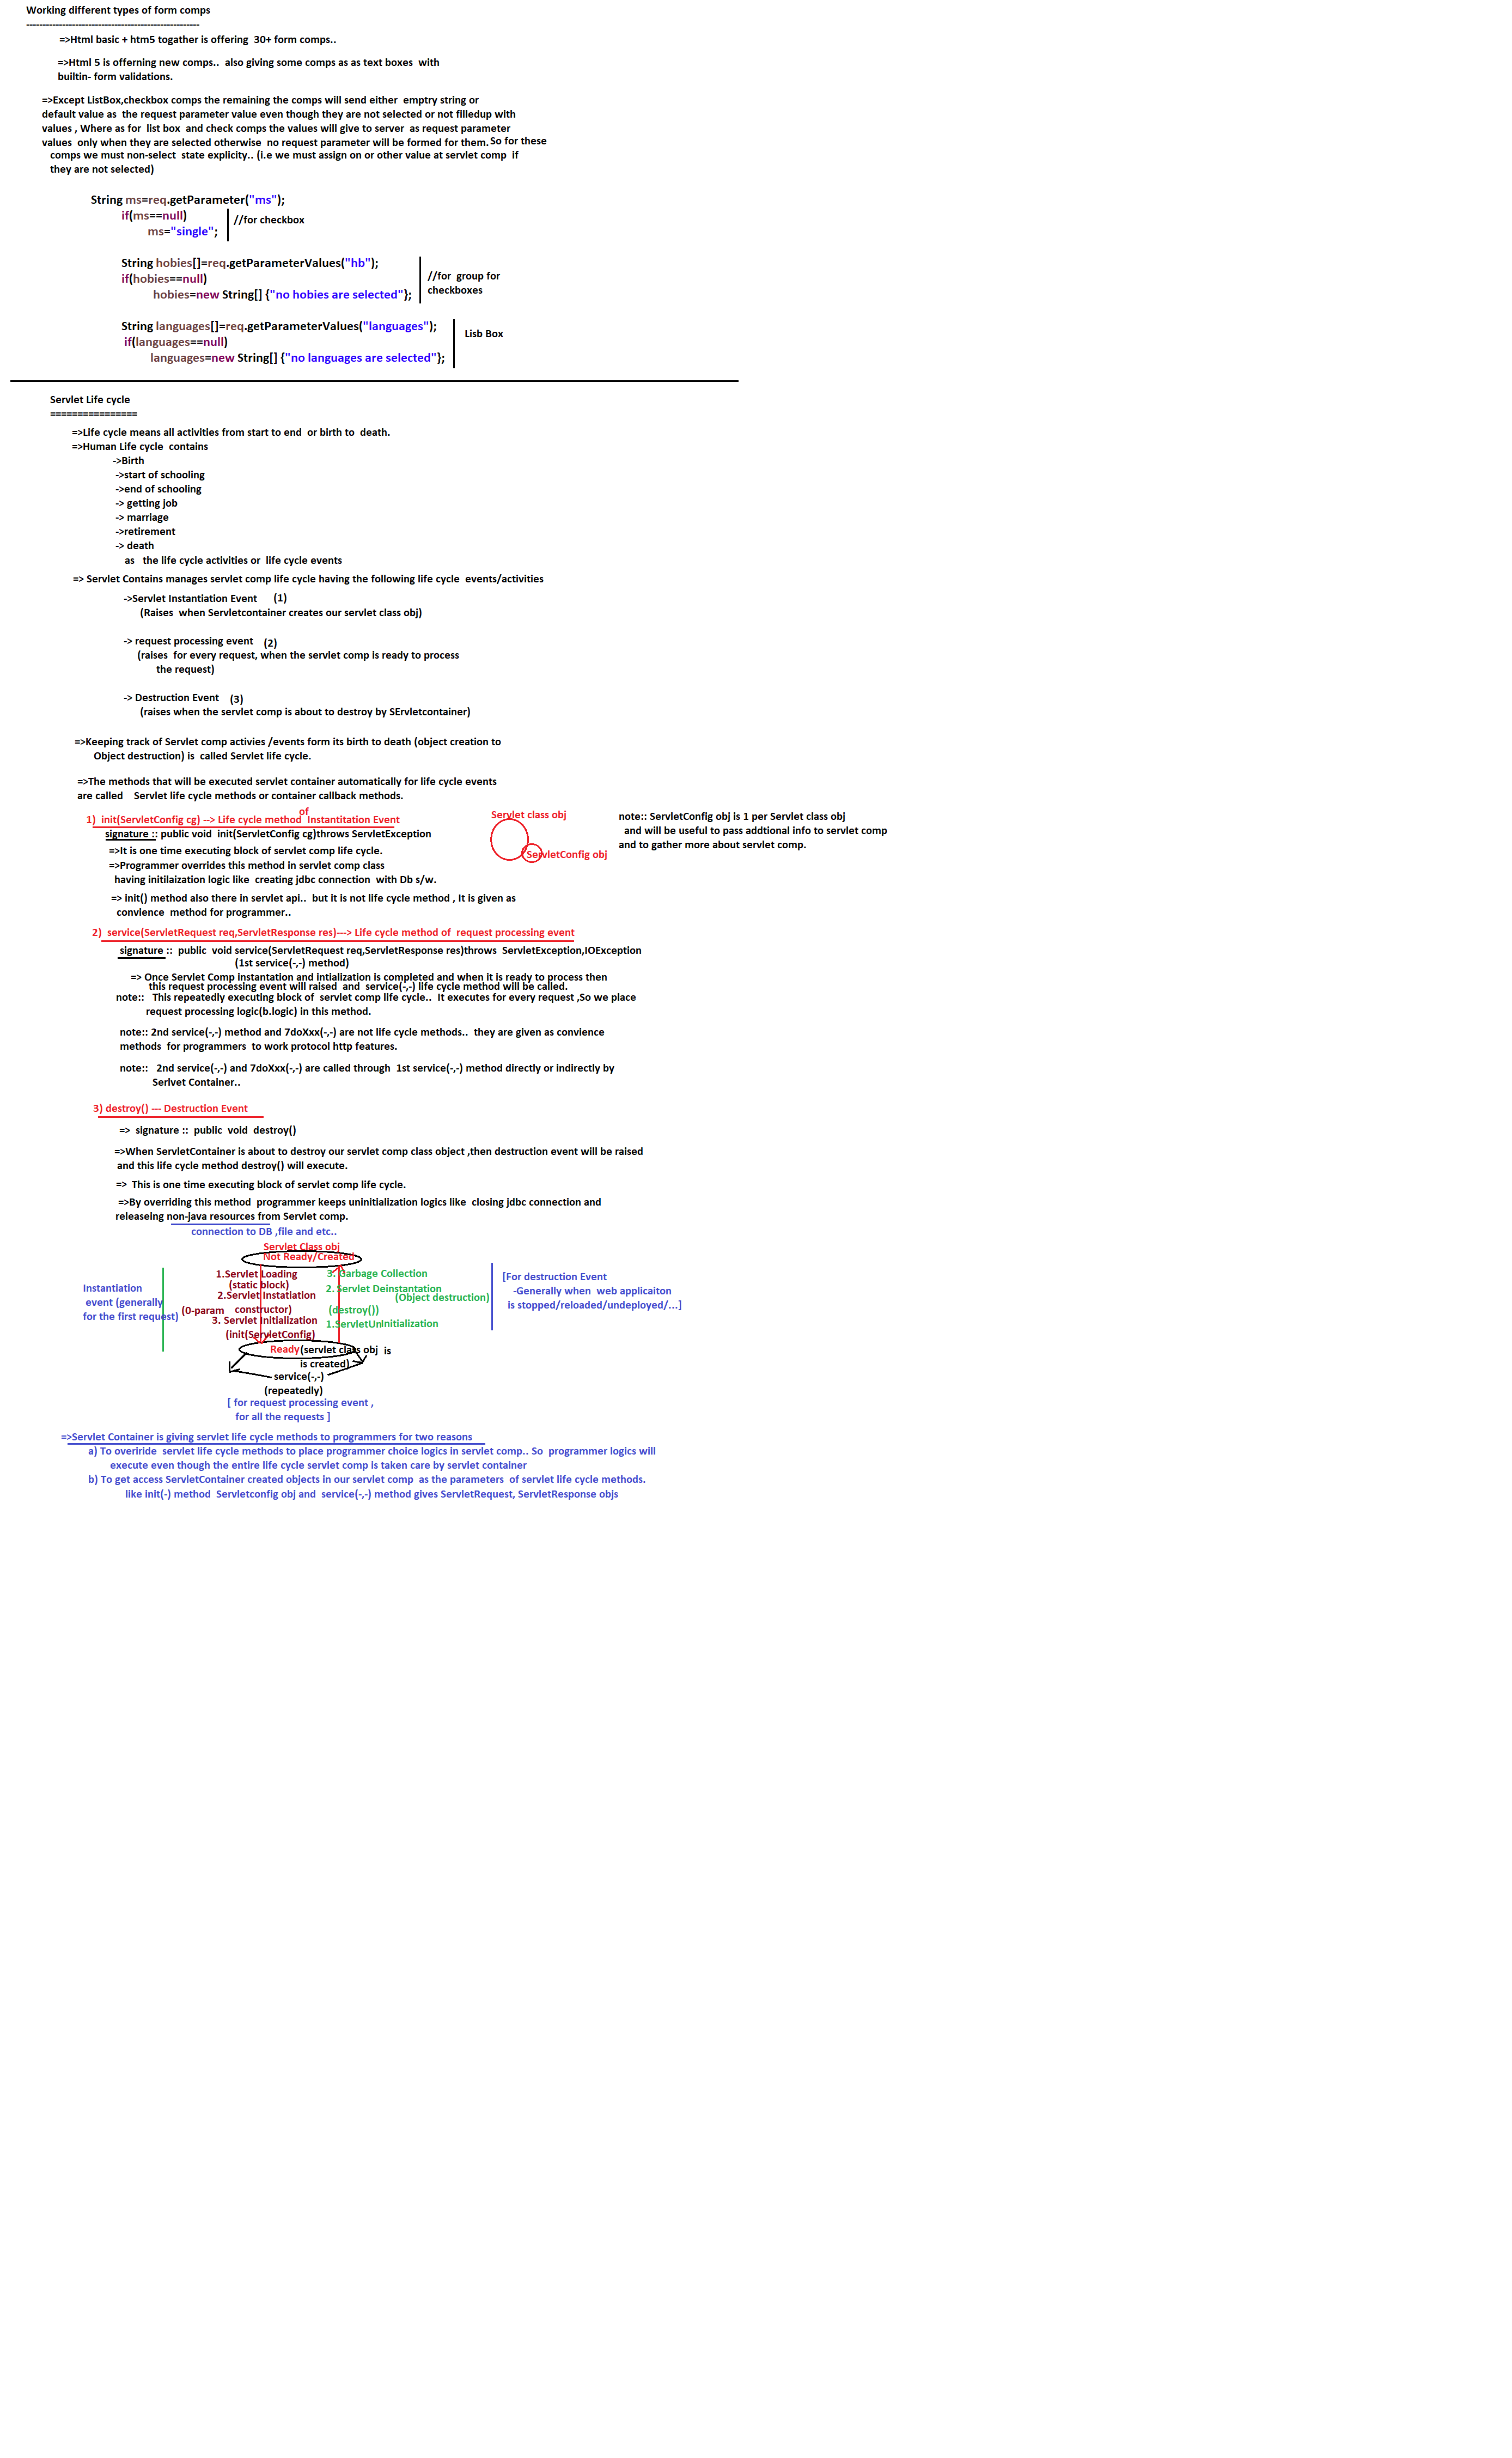 Working different types of form comps
-----------------------------------------------------
=>Html basic + htm5 togather is offering  30+ form comps..
=>Html 5 is offerning new comps..  also giving some comps as as text boxes  with
builtin- form validations.
=>Except ListBox,checkbox comps the remaining the comps will send either  emptry string or
default value as  the request parameter value even though they are not selected or not filledup with
values , Where as for  list box  and check comps the values will give to server  as request parameter
values  only when they are selected otherwise  no request parameter will be formed for them. So for these
comps we must non-select  state explicity.. (i.e we must assign on or other value at servlet comp  if
they are not selected)
String ms=req.getParameter("ms");
if(ms==null)
//for checkbox
ms="single";
String hobies[]=req.getParameterValues("hb");
if(hobies==null)
//for  group for
checkboxes
hobies=new String[] {"no hobies are selected"};
String languages[]=req.getParameterValues("languages");
Lisb Box
if(languages==null)
languages=new String[] {"no languages are selected"};
Servlet Life cycle
================
=>Life cycle means all activities from start to end  or birth to  death.
=>Human Life cycle  contains
->Birth
->start of schooling
->end of schooling
-> getting job
-> marriage
->retirement
-> death
as   the life cycle activities or  life cycle events
=> Servlet Contains manages servlet comp life cycle having the following life cycle  events/activities
->Servlet Instantiation Event (1)
(Raises  when Servletcontainer creates our servlet class obj)
-> request processing event (2)
(raises  for every request, when the servlet comp is ready to process
the request)
-> Destruction Event (3)
(raises when the servlet comp is about to destroy by SErvletcontainer)
=>Keeping track of Servlet comp activies /events form its birth to death (object creation to
Object destruction) is  called Servlet life cycle.
=>The methods that will be executed servlet container automatically for life cycle events
are called    Servlet life cycle methods or container callback methods.
of
1)  init(ServletConfig cg) --> Life cycle method  Instantitation Event
signature :: public void  init(ServletConfig cg)throws ServletException
=>It is one time executing block of servlet comp life cycle.
=>Programmer overrides this method in servlet comp class
having initilaization logic like  creating jdbc connection  with Db s/w.
=> init() method also there in servlet api..  but it is not life cycle method , It is given as
convience  method for programmer..
Servlet class obj
ServletConfig obj
note:: ServletConfig obj is 1 per Servlet class obj
and will be useful to pass addtional info to servlet comp
and to gather more about servlet comp.
2)  service(ServletRequest req,ServletResponse res)---> Life cycle method of  request processing event
signature ::  public  void service(ServletRequest req,ServletResponse res)throws  ServletException,IOException
(1st service(-,-) method)
=> Once Servlet Comp instantation and intialization is completed and when it is ready to process then
this request processing event will raised  and  service(-,-) life cycle method will be called.
note::   This repeatedly executing block of  servlet comp life cycle..  It executes for every request ,So we place
request processing logic(b.logic) in this method.
note:: 2nd service(-,-) method and 7doXxx(-,-) are not life cycle methods..  they are given as convience
methods  for programmers  to work protocol http features.
note::   2nd service(-,-) and 7doXxx(-,-) are called through  1st service(-,-) method directly or indirectly by
Serlvet Container..
3) destroy() --- Destruction Event
=>  signature ::  public  void  destroy()
=>When ServletContainer is about to destroy our servlet comp class object ,then destruction event will be raised
and this life cycle method destroy() will execute.
=>  This is one time executing block of servlet comp life cycle.
=>By overriding this method  programmer keeps uninitialization logics like  closing jdbc connection and
releaseing non-java resources from Servlet comp.
connection to DB ,file and etc..
Servlet Class obj
Not Ready/Created
Instantiation
event (generally
for the first request)
1.Servlet Loading
(static block)
2.Servlet Instatiation
(0-param constructor)
3. Servlet Initialization
(init(ServletConfig)
3. Garbage Collection
2. Servlet Deinstantation
(Object destruction)
(destroy())
1.ServletUnInitialization
[For destruction Event
-Generally when  web applicaiton
is stopped/reloaded/undeployed/...]
Ready(servlet class obj  is
is created)
service(-,-)
(repeatedly)
[ for request processing event ,
for all the requests ]
=>Servlet Container is giving servlet life cycle methods to programmers for two reasons
a) To overiride  servlet life cycle methods to place programmer choice logics in servlet comp.. So  programmer logics will
execute even though the entire life cycle servlet comp is taken care by servlet container
b) To get access ServletContainer created objects in our servlet comp  as the parameters  of servlet life cycle methods.
like init(-) method  Servletconfig obj and  service(-,-) method gives ServletRequest, ServletResponse objs